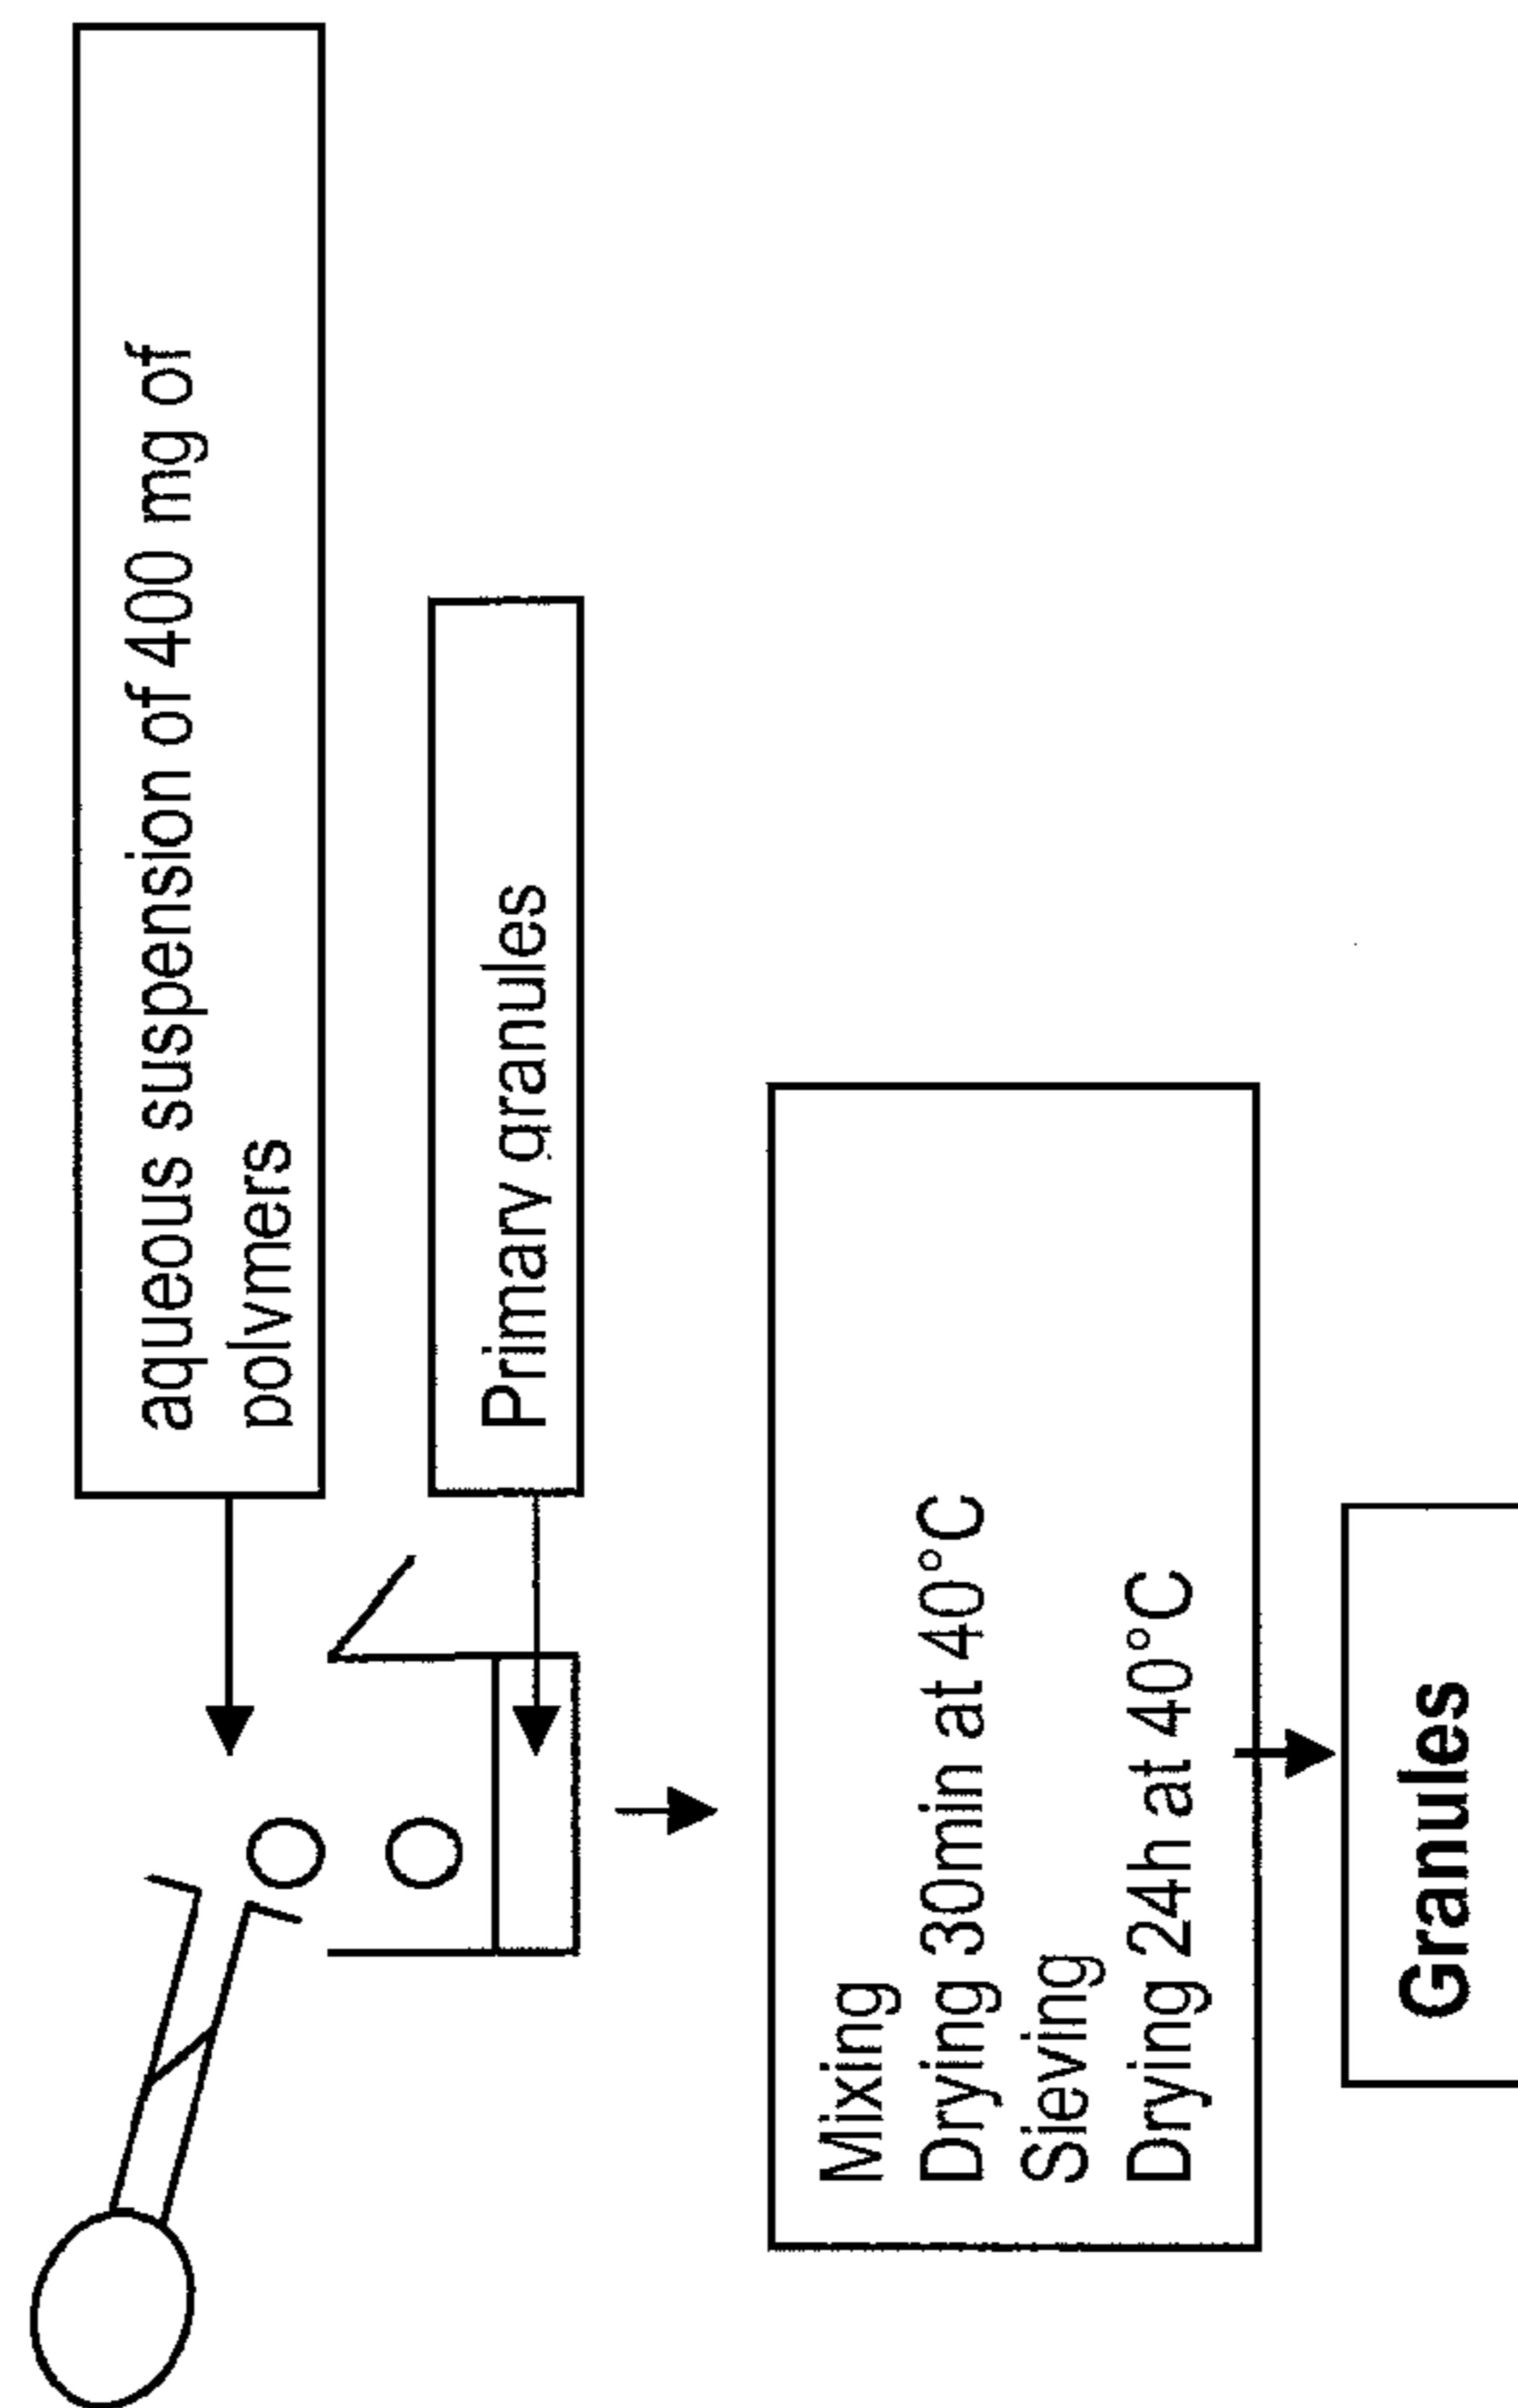 aqueous suspension of 400 mg of
polymers
Primary granules
Mixing
Drying 30min at 40°C
Sieving
Drying 24h at 40°C
Granules